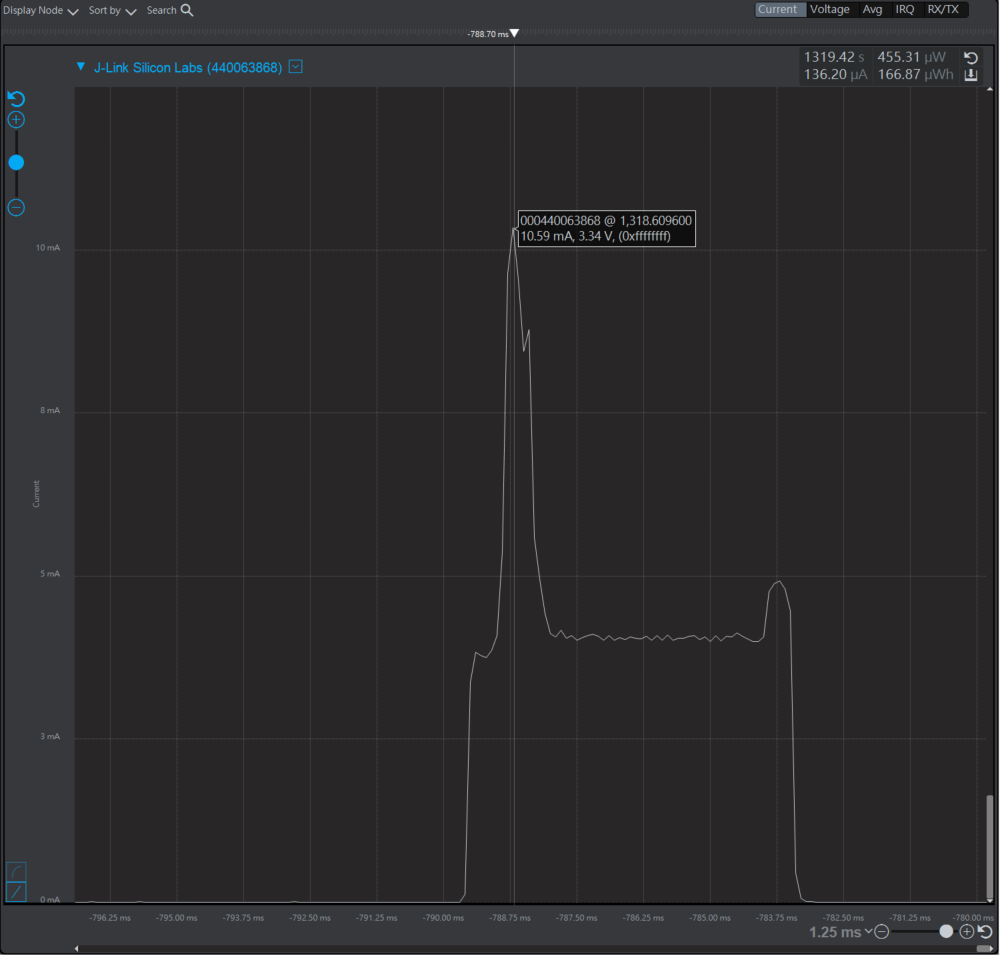 Display Node Sort by Search Current Voltage Avg IRQ RX/TX
-788.70 ms
J-Link Silicon Labs (440063868)
1319.42 s 455.31 µW
136.20 µA 166.87 µWh
000440063868 @ 1,318.609600
10.59 mA, 3.34 V, (0xffffffff)
10 mA
8 mA
Current
5 mA
3 mA
0 mA
-796.25 ms -795.00 ms -793.75 ms -792.50 ms -791.25 ms -790.00 ms -788.75 ms -787.50 ms -786.25 ms -785.00 ms -783.75 ms -782.50 ms -781.25 ms -780.00 ms
1.25 ms